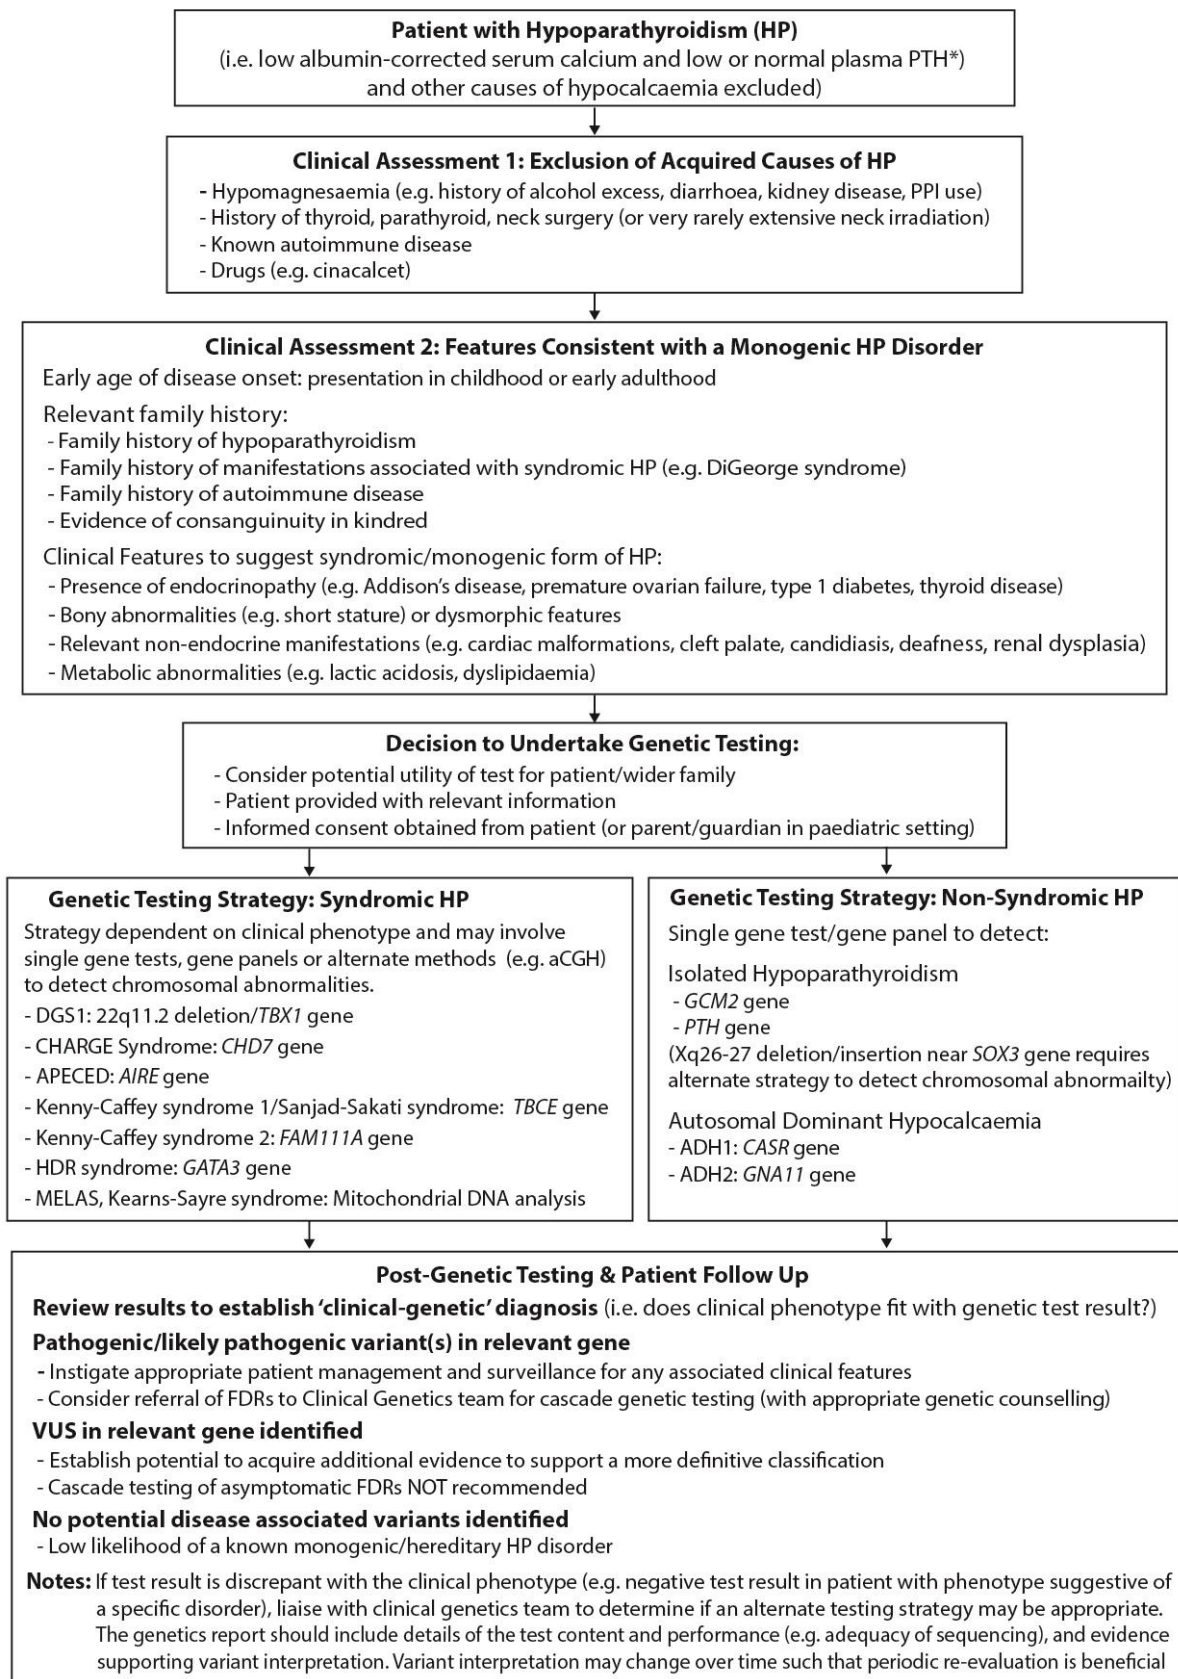 Patient with Hypoparathyroidism (HP)
(i.e. low albumin-corrected serum calcium and low or normal plasma PTH*)
and other causes of hypocalcaemia excluded)
Clinical Assessment 1: Exclusion of Acquired Causes of HP
- Hypomagnesaemia (e.g. history of alcohol excess, diarrhoea, kidney disease, PPI use)
- History of thyroid, parathyroid, neck surgery (or very rarely extensive neck irradiation)
- Known autoimmune disease
- Drugs (e.g. cinacalcet)
Clinical Assessment 2: Features Consistent with a Monogenic HP Disorder
Early age of disease onset: presentation in childhood or early adulthood
Relevant family history:
- Family history of hypoparathyroidism
- Family history of manifestations associated with syndromic HP (e.g. DiGeorge syndrome)
- Family history of autoimmune disease
- Evidence of consanguinuity in kindred
Clinical Features to suggest syndromic/monogenic form of HP:
- Presence of endocrinopathy (e.g. Addison's disease, premature ovarian failure, type 1 diabetes, thyroid disease)
- Bony abnormalities (e.g. short stature) or dysmorphic features
- Relevant non-endocrine manifestations (e.g. cardiac malformations, cleft palate, candidiasis, deafness, renal dysplasia)
- Metabolic abnormalities (e.g. lactic acidosis, dyslipidaemia)
Decision to Undertake Genetic Testing:
- Consider potential utility of test for patient/wider family
- Patient provided with relevant information
- Informed consent obtained from patient (or parent/guardian in paediatric setting)
Genetic Testing Strategy: Syndromic HP
Strategy dependent on clinical phenotype and may involve
single gene tests, gene panels or alternate methods (e.g. aCGH)
to detect chromosomal abnormalities.
- DGS1: 22q11.2 deletion/TBX1 gene
- CHARGE Syndrome: CHD7 gene
- APECED: AIRE gene
- Kenny-Caffey syndrome 1/Sanjad-Sakati syndrome: TBCE gene
- Kenny-Caffey syndrome 2: FAM111A gene
- HDR syndrome: GATA3 gene
- MELAS, Kearns-Sayre syndrome: Mitochondrial DNA analysis
Genetic Testing Strategy: Non-Syndromic HP
Single gene test/gene panel to detect:
Isolated Hypoparathyroidism
- GCM2 gene
- PTH gene
(Xq26-27 deletion/insertion near SOX3 gene requires
alternate strategy to detect chromosomal abnormailty)
Autosomal Dominant Hypocalcaemia
- ADH1: CASR gene
- ADH2: GNA11 gene
Post-Genetic Testing & Patient Follow Up
Review results to establish 'clinical-genetic' diagnosis (i.e. does clinical phenotype fit with genetic test result?)
Pathogenic/likely pathogenic variant(s) in relevant gene
- Instigate appropriate patient management and surveillance for any associated clinical features
- Consider referral of FDRs to Clinical Genetics team for cascade genetic testing (with appropriate genetic counselling)
VUS in relevant gene identified
- Establish potential to acquire additional evidence to support a more definitive classification
- Cascade testing of asymptomatic FDRs NOT recommended
No potential disease associated variants identified
- Low likelihood of a known monogenic/hereditary HP disorder
Notes: If test result is discrepant with the clinical phenotype (e.g. negative test result in patient with phenotype suggestive of
a specific disorder), liaise with clinical genetics team to determine if an alternate testing strategy may be appropriate.
The genetics report should include details of the test content and performance (e.g. adequacy of sequencing), and evidence
supporting variant interpretation. Variant interpretation may change over time such that periodic re-evaluation is beneficial